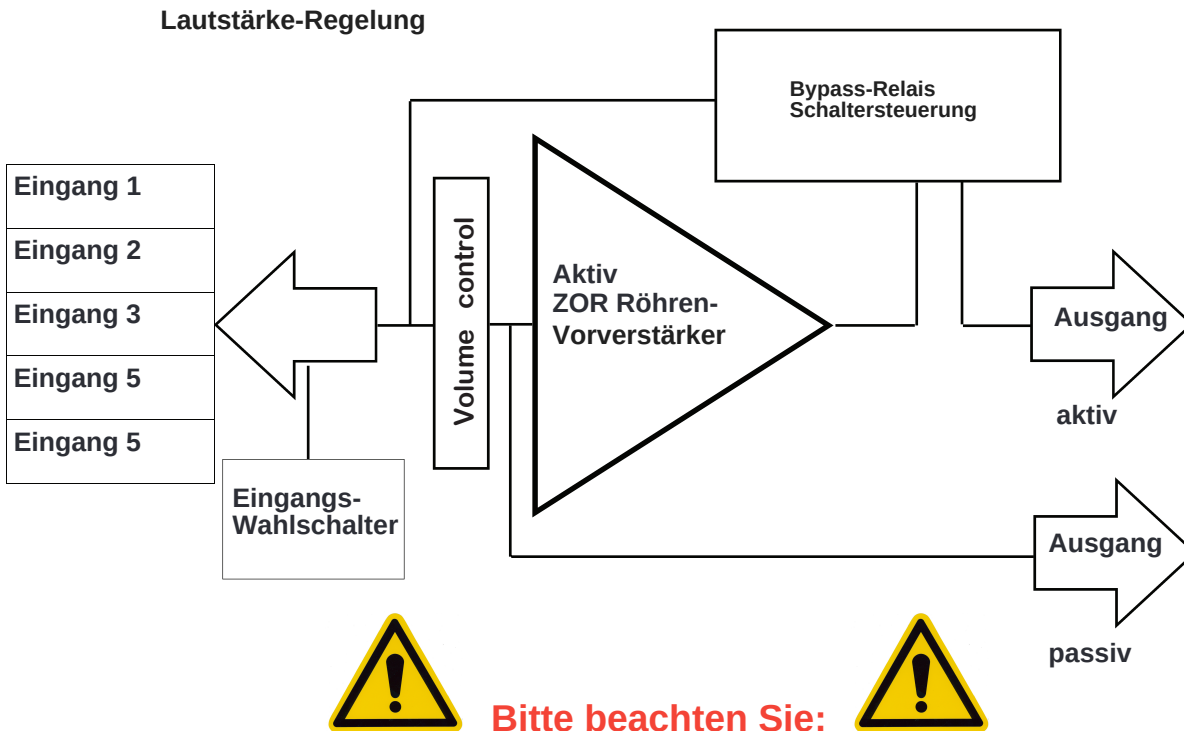 Lautstärke-Regelung
Bypass-Relais
Schaltersteuerung
Eingang 1
Eingang 2
Eingang 3
Eingang 5
Eingang 5
Volume control
Aktiv
ZOR Röhren-
Vorverstärker
Ausgang
aktiv
Eingangs-
Wahlschalter
Ausgang
passiv
Bitte beachten Sie: